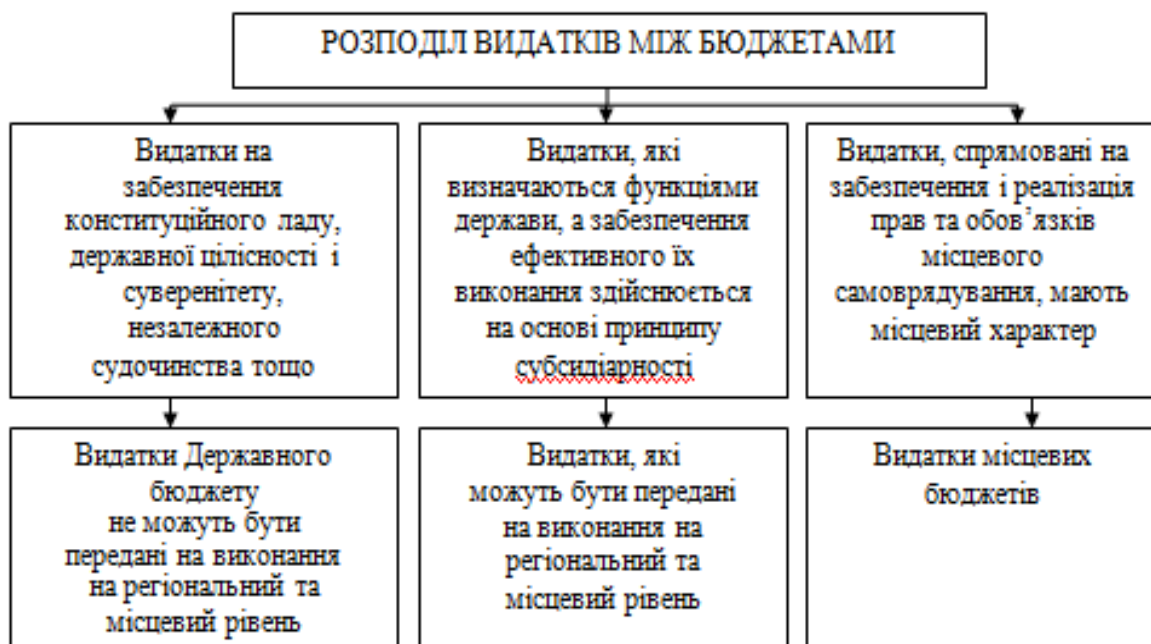 РОЗПОДІЛ ВИДАТКІВ МІЖ БЮДЖЕТАМИ
Видатки на
забезпечення
конституційного ладу,
державної цілісності і
суверенітету,
незалежного
судочинства тощо
Видатки, які
визначаються функціями
держави, а забезпечення
ефективного їх
виконання здійснюється
на основі принципу
субсидіарності
Видатки, спрямовані на
забезпечення і реалізація
прав та обов’язків
місцевого
самоврядування, мають
місцевий характер
Видатки Державного
бюджету
не можуть бути
передані на виконання
на регіональний та
місцевий рівень
Видатки, які
можуть бути передані
на виконання на
регіональний та
місцевий рівень
Видатки місцевих
бюджетів